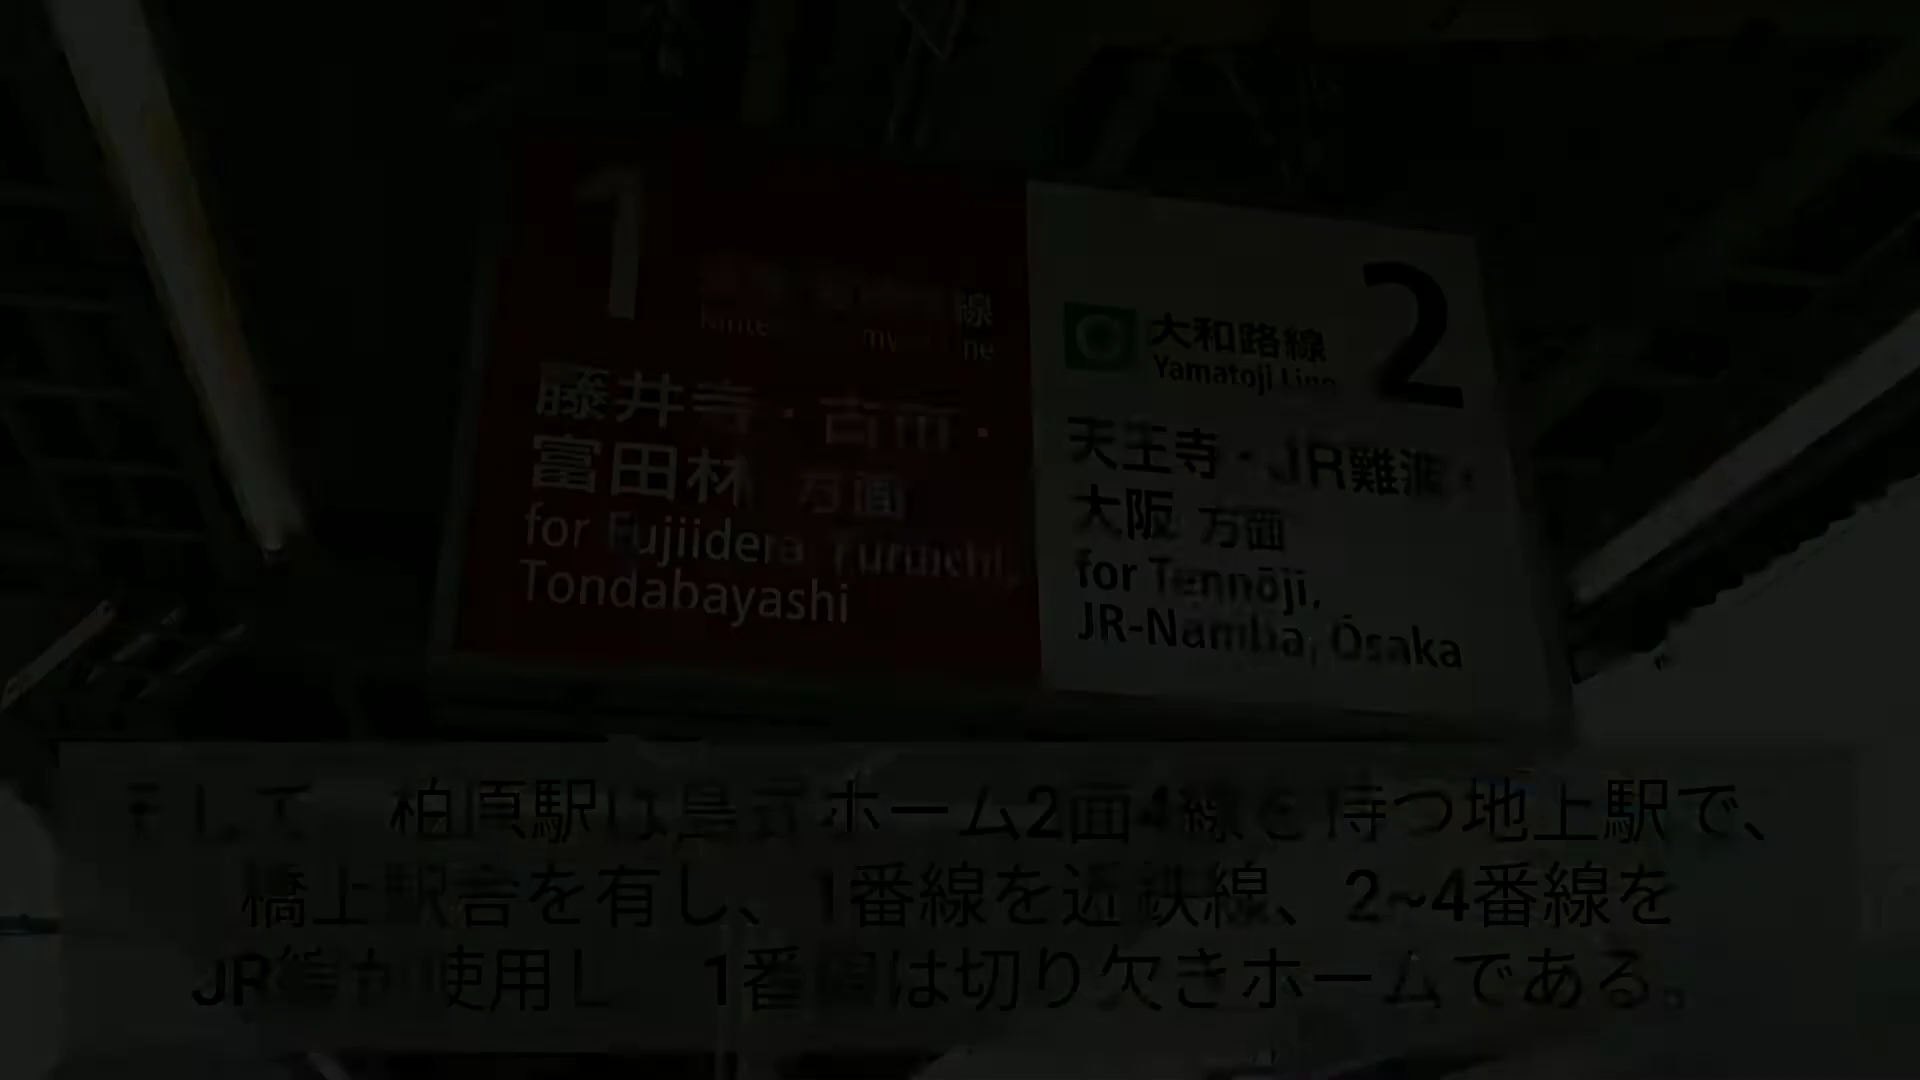 1
線
藤井寺・古市・
富田林 方面
for Fujiidera, Furuichi,
Tondabayashi
2
大和路線
Yamatoji Line
天王寺・JR難波・
大阪 方面
for Tennōji,
JR-Namba, Ōsaka
そして 柏原駅は島式ホーム2面4線を持つ地上駅で、
橋上駅舎を有し、1番線を近鉄線、2~4番線を
JR線が使用し 1番線は切り欠きホームである。